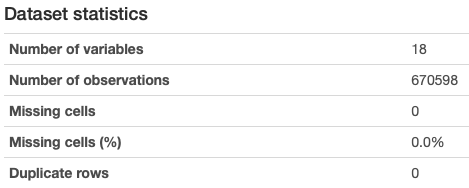 Dataset statistics
Number of variables 18
Number of observations 670598
Missing cells 0
Missing cells (%) 0.0%
Duplicate rows 0